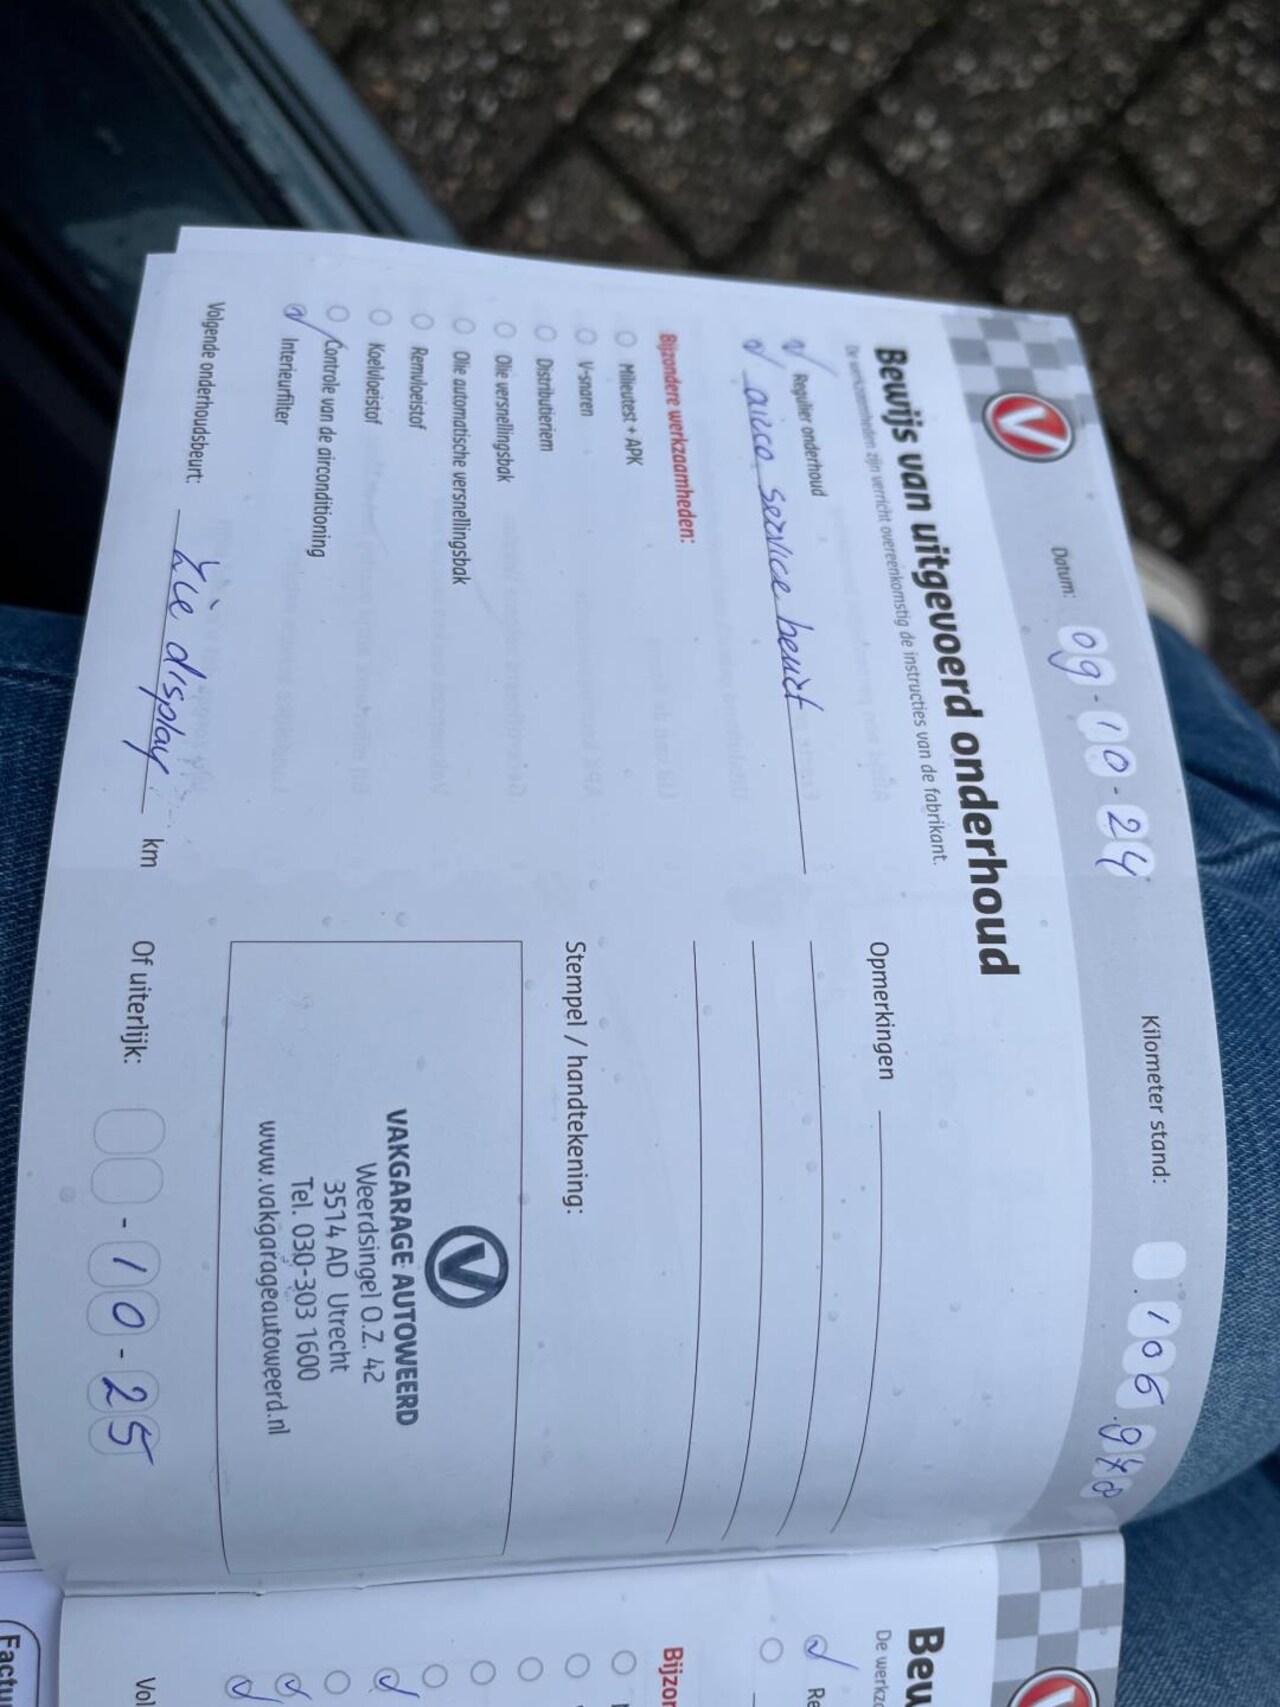 Datum: 09-10-24
Kilometer stand: 106.978
Bewijs van uitgevoerd onderhoud
De werkzaamheden zijn verricht overeenkomstig de instructies van de fabrikant.
Regulier onderhoud
airco service beurt
Bijzondere werkzaamheden:
Milieutest + APK
V-snaren
Distributieriem
Olie versnellingsbak
Olie automatische versnellingsbak
Remvloeistof
Koelvloeistof
Controle van de airconditioning
Interieurfilter
Volgende onderhoudsbeurt: Zie display km
Opmerkingen
Stempel / handtekening:
V
VAKGARAGE AUTOWEERD
Weerdsingel O.Z. 42
3514 AD Utrecht
Tel. 030-303 1600
www.vakgarageautoweerd.nl
Of uiterlijk: -10-25
Bew
De werkz
Re
Bijzor
Vol
Factu